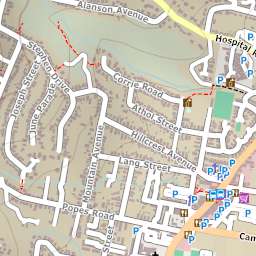 Alanson Avenue
Hospital R
Stephen Drive
Joseph Street
June Parade
Corrie Road
Athol Street
Hillcrest Avenue
Mountain Avenue
Lang Street
Popes Road
Street
Cam
P
P
P
P
P
P
P
P
P
P
P